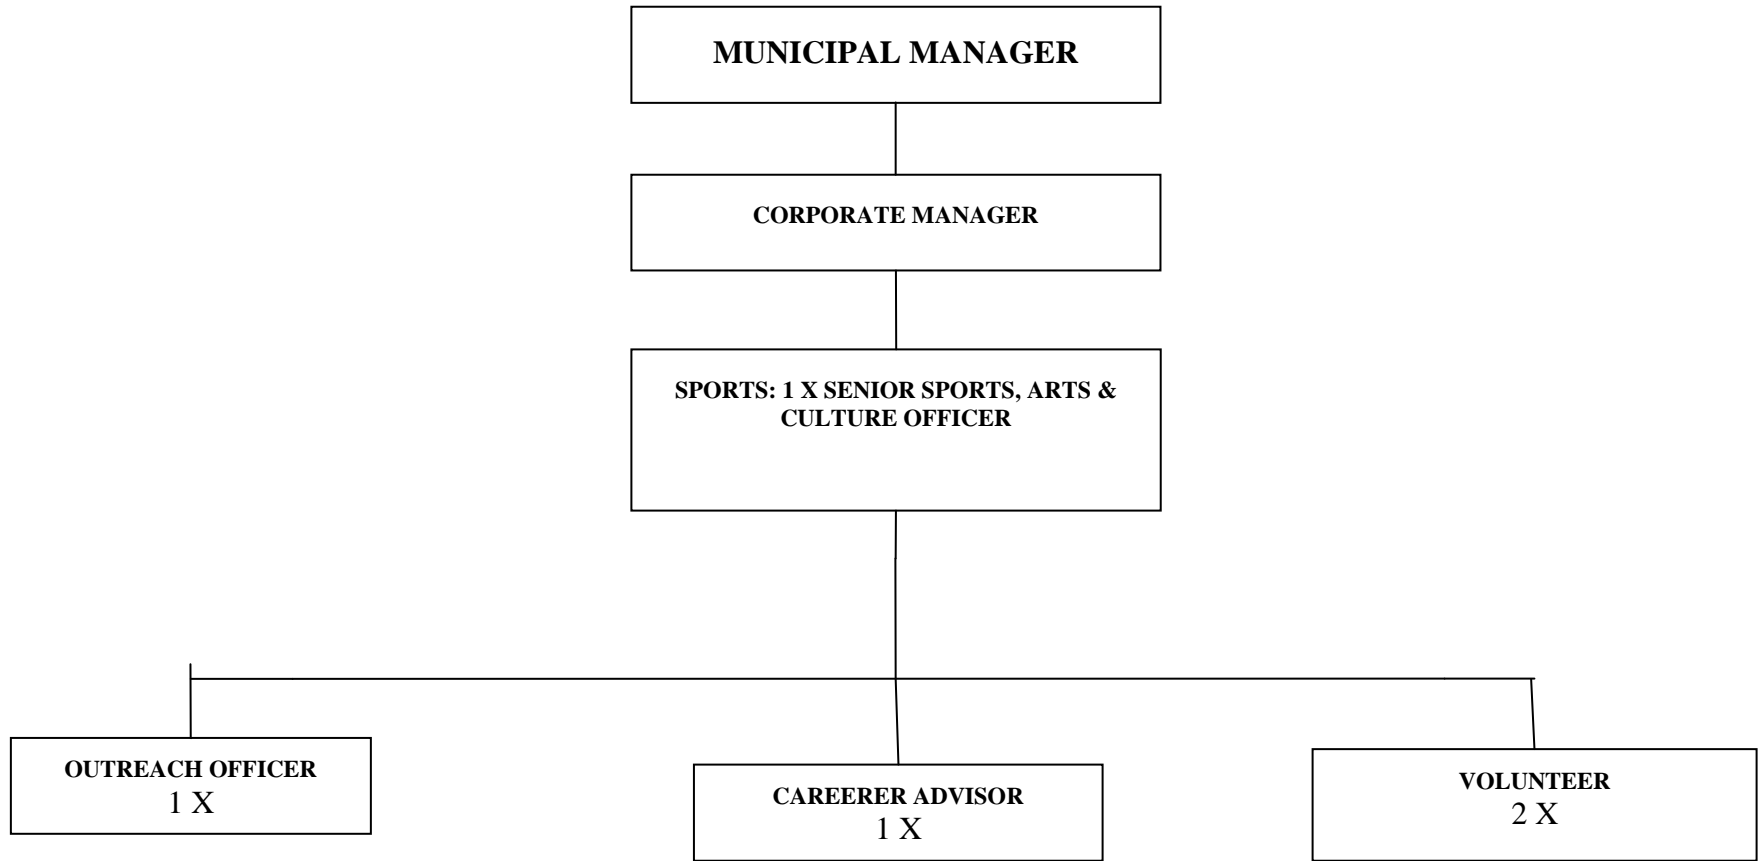 MUNICIPAL MANAGER
CORPORATE MANAGER
SPORTS: 1 X SENIOR SPORTS, ARTS &
CULTURE OFFICER
OUTREACH OFFICER
1 X
CAREERER ADVISOR
1 X
VOLUNTEER
2 X